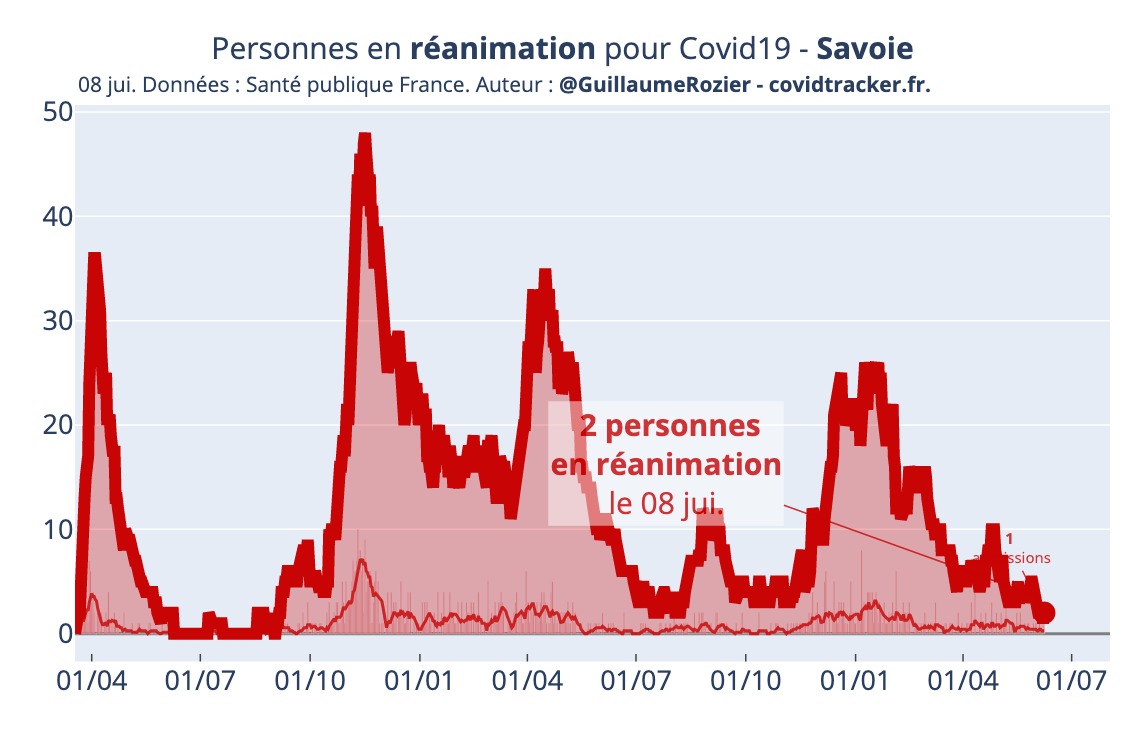 Personnes en réanimation pour Covid19 - Savoie
08 jui. Données : Santé publique France. Auteur : @GuillaumeRozier - covidtracker.fr.
50
40
30
20
10
0
2 personnes
en réanimation
le 08 jui.
1
01/04 01/07 01/10 01/01 01/04 01/07 01/10 01/01 01/04 01/07